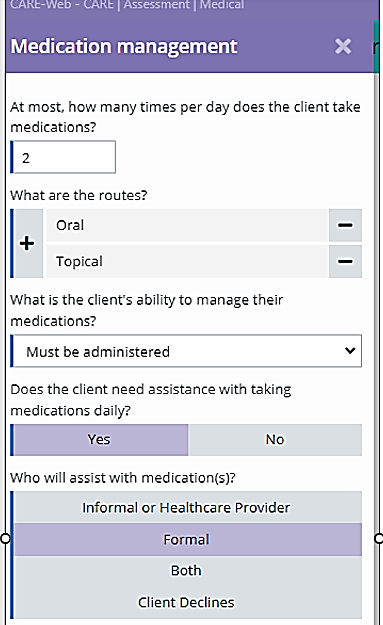 CARE-Web - CARE | Assessment | Medical
Medication management
At most, how many times per day does the client take
medications?
2
What are the routes?
Oral
Topical
What is the client's ability to manage their
medications?
Must be administered
Does the client need assistance with taking
medications daily?
Yes No
Who will assist with medication(s)?
Informal or Healthcare Provider
Formal
Both
Client Declines